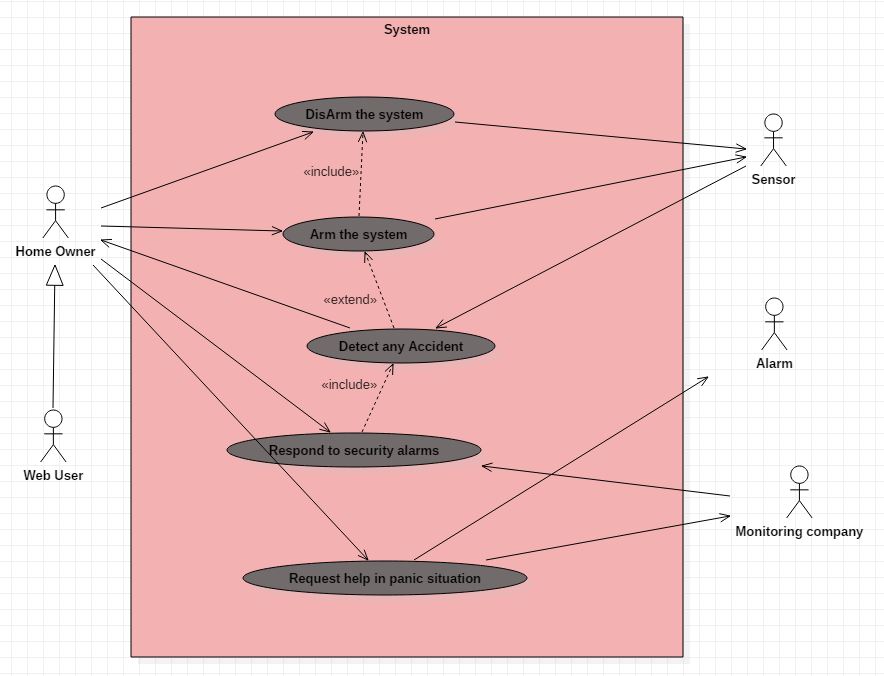 System
DisArm the system
«include»
Sensor
Arm the system
Home Owner
«extend»
Detect any Accident
Alarm
«include»
Respond to security alarms
Web User
Monitoring company
Request help in panic situation